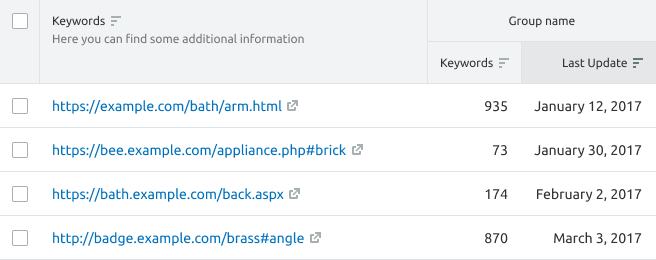 Keywords Group name
Here you can find some additional information
Keywords Last Update
https://example.com/bath/arm.html 935 January 12, 2017
https://bee.example.com/appliance.php#brick 73 January 30, 2017
https://bath.example.com/back.aspx 174 February 2, 2017
http://badge.example.com/brass#angle 870 March 3, 2017